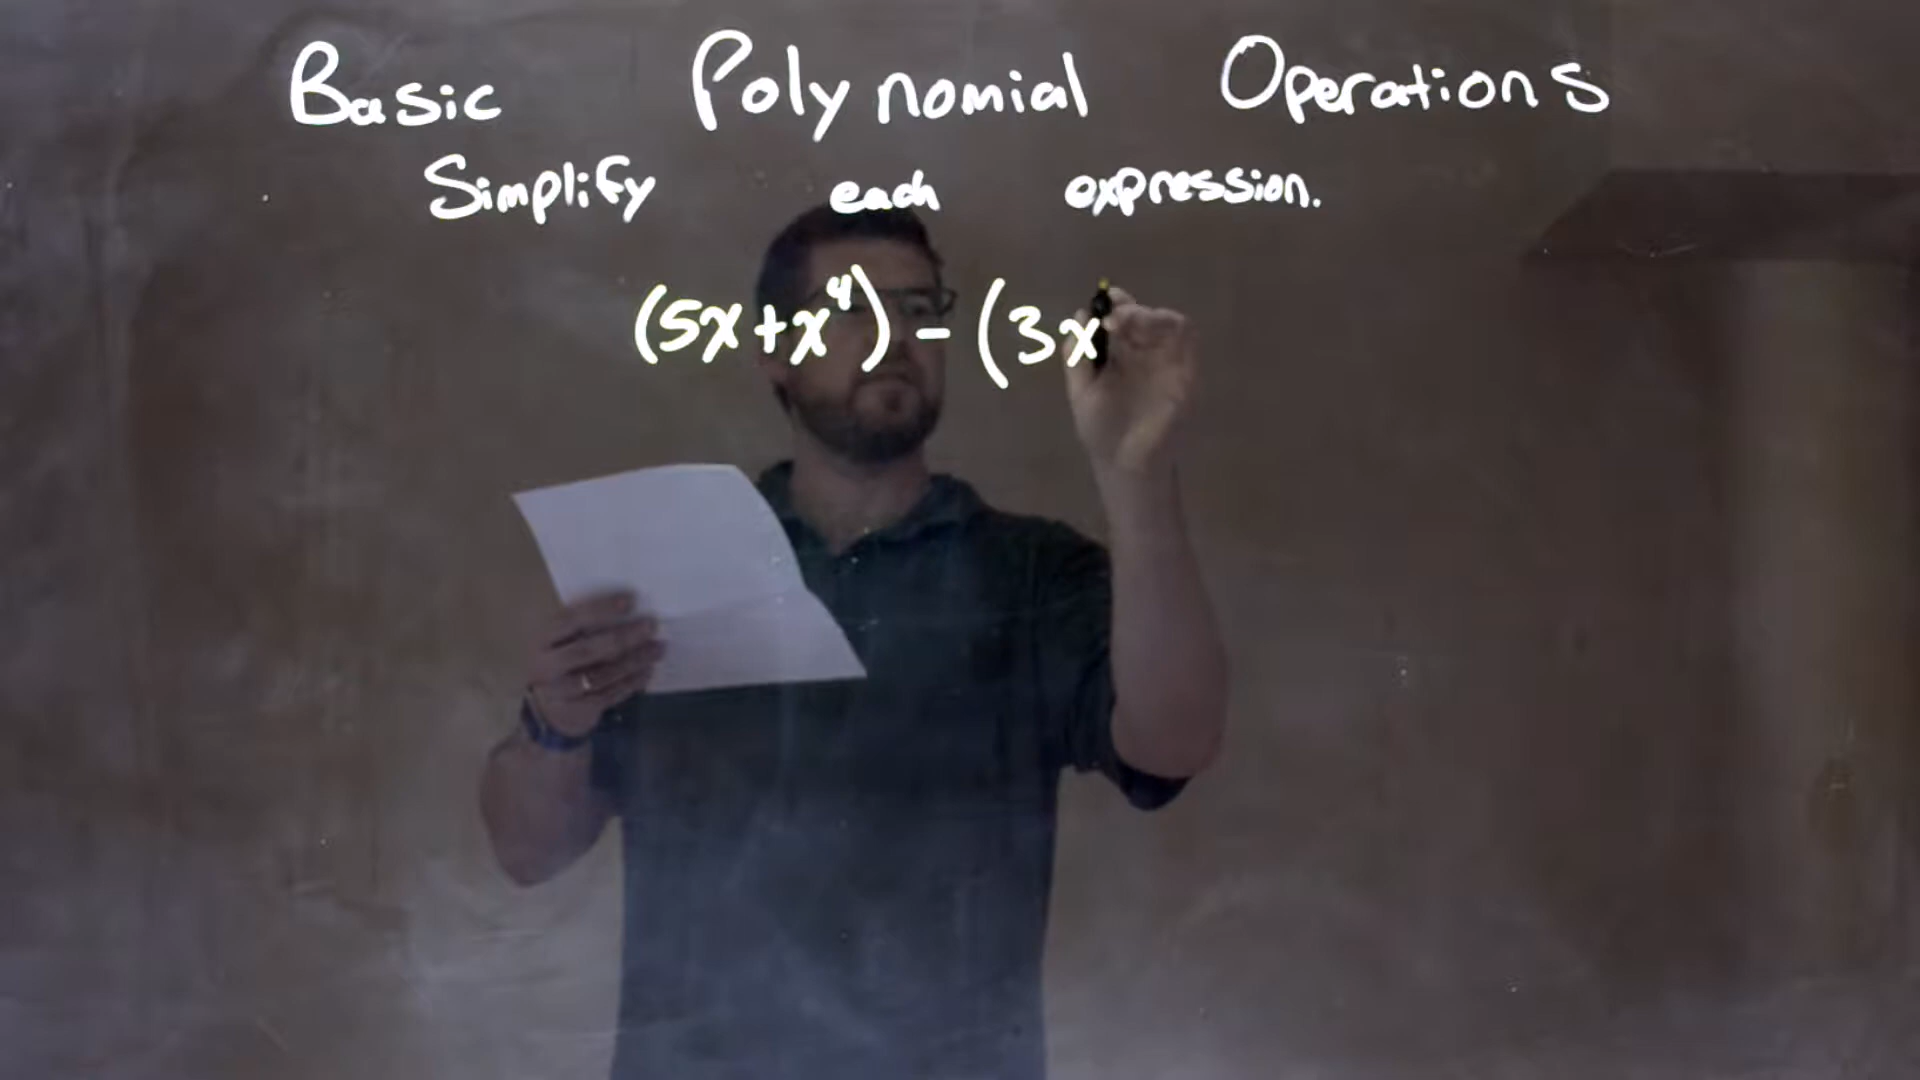 Basic Polynomial Operations
Simplify each expression.
(5x+x⁴) - (3x